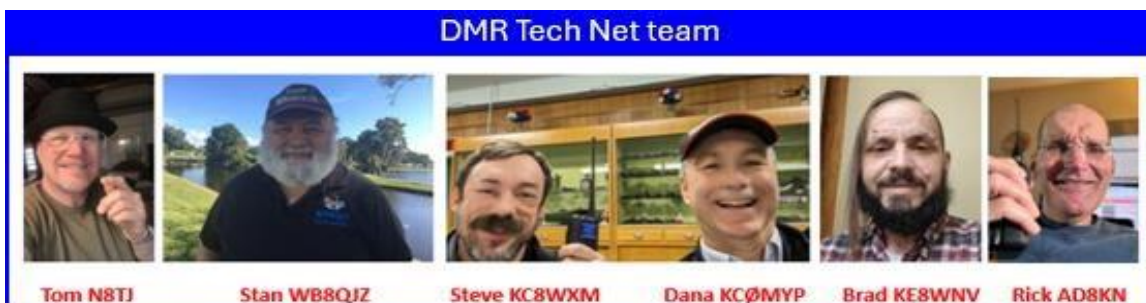 DMR Tech Net team
Tom N8TJ Stan WB8QJZ Steve KC8WXM Dana KCØMYP Brad KE8WNV Rick AD8KN